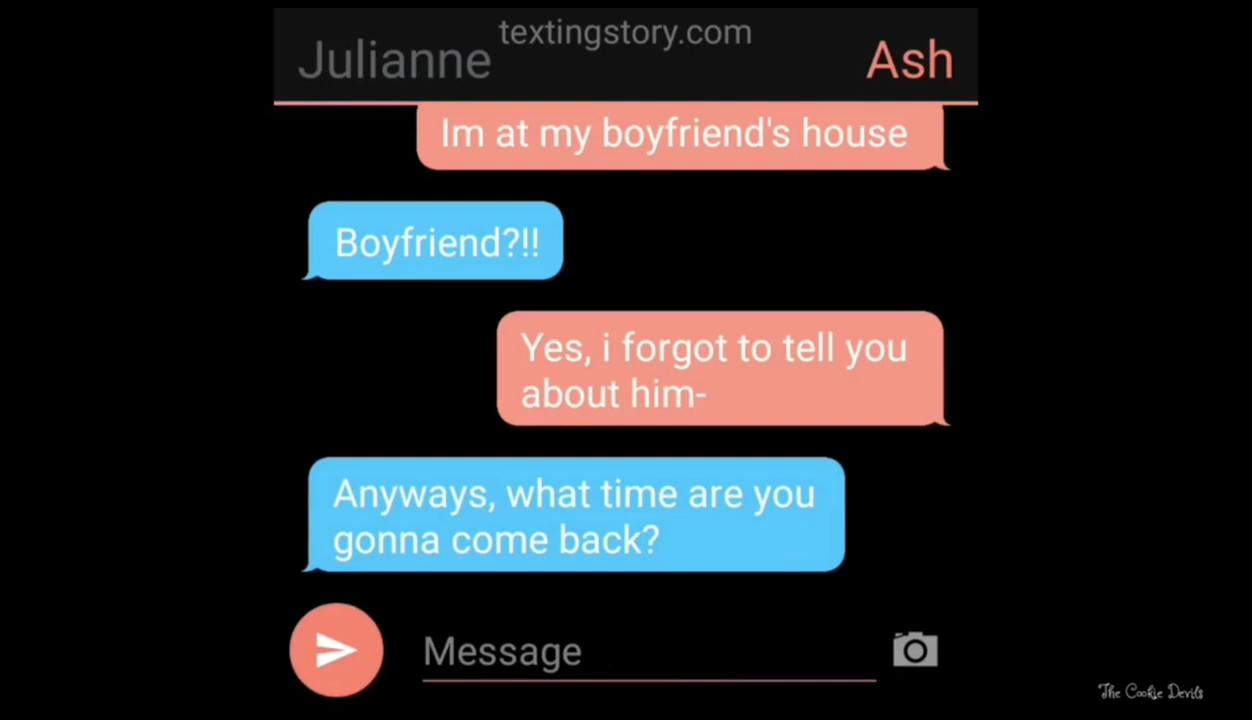 textingstory.com
Julianne
Ash
Im at my boyfriend's house
Boyfriend?!!
Yes, i forgot to tell you
about him-
Anyways, what time are you
gonna come back?
Message
The Cookie Devils